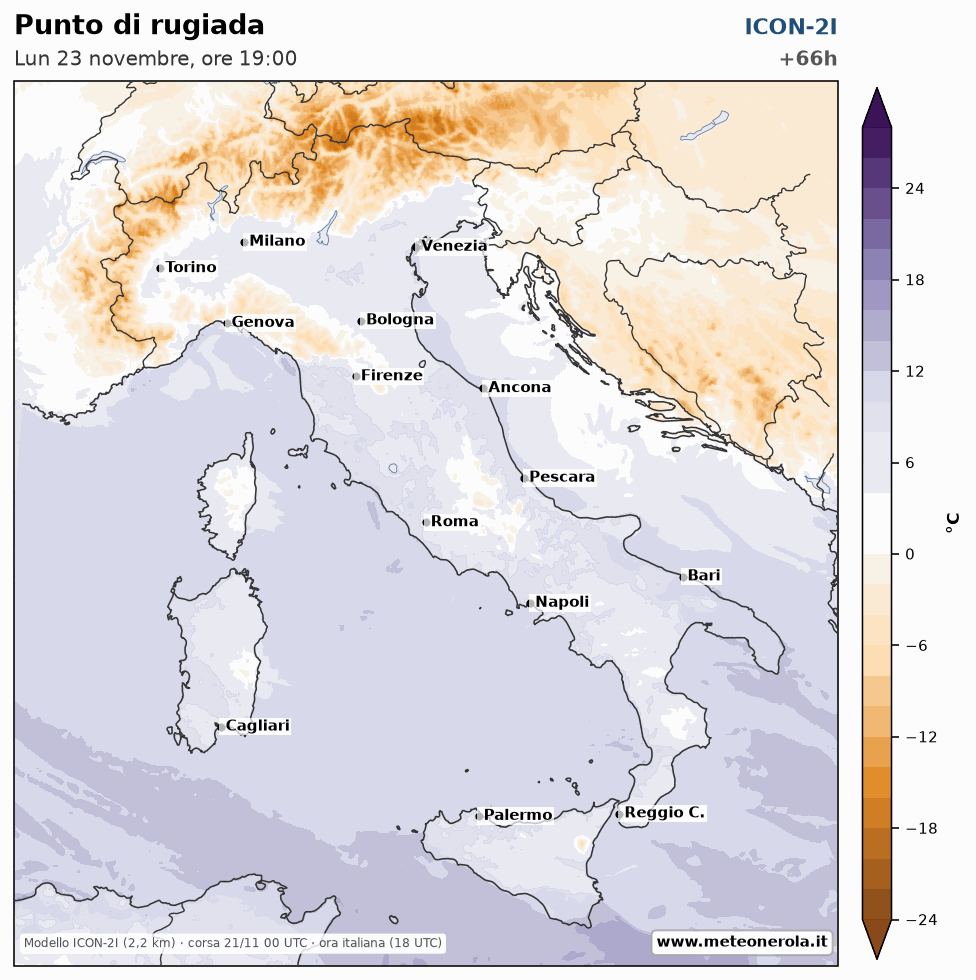 Punto di rugiada
ICON-2I
Lun 23 novembre, ore 19:00
+66h
Milano
Venezia
Torino
Genova
Bologna
Firenze
Ancona
Pescara
Roma
Bari
Napoli
Cagliari
Palermo
Reggio C.
24
18
12
6
0
−6
−12
−18
−24
°C
Modello ICON-2I (2,2 km) · corsa 21/11 00 UTC · ora italiana (18 UTC)
www.meteonerola.it